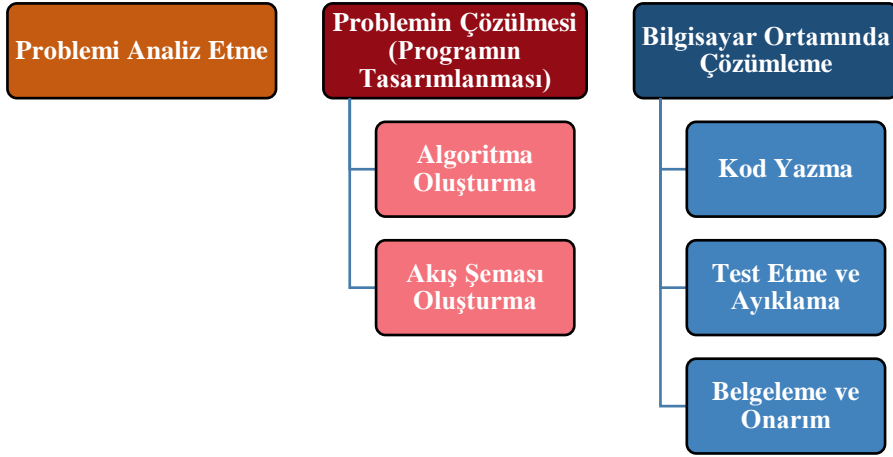 Problemi Analiz Etme
Problemin Çözülmesi
(Programın
Tasarımlanması)
Algoritma
Oluşturma
Akış Şeması
Oluşturma
Bilgisayar Ortamında
Çözümleme
Kod Yazma
Test Etme ve
Ayıklama
Belgeleme ve
Onarım